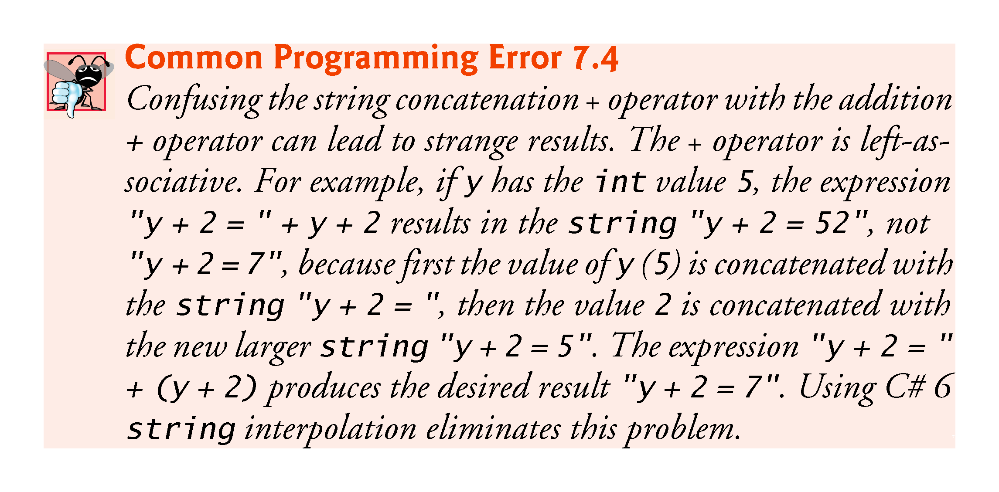 Common Programming Error 7.4
Confusing the string concatenation + operator with the addition
+ operator can lead to strange results. The + operator is left-as-
sociative. For example, if y has the int value 5, the expression
"y + 2 = " + y + 2 results in the string "y + 2 = 52", not
"y + 2 = 7", because first the value of y (5) is concatenated with
the string "y + 2 = ", then the value 2 is concatenated with
the new larger string "y + 2 = 5". The expression "y + 2 = "
+ (y + 2) produces the desired result "y + 2 = 7". Using C# 6
string interpolation eliminates this problem.